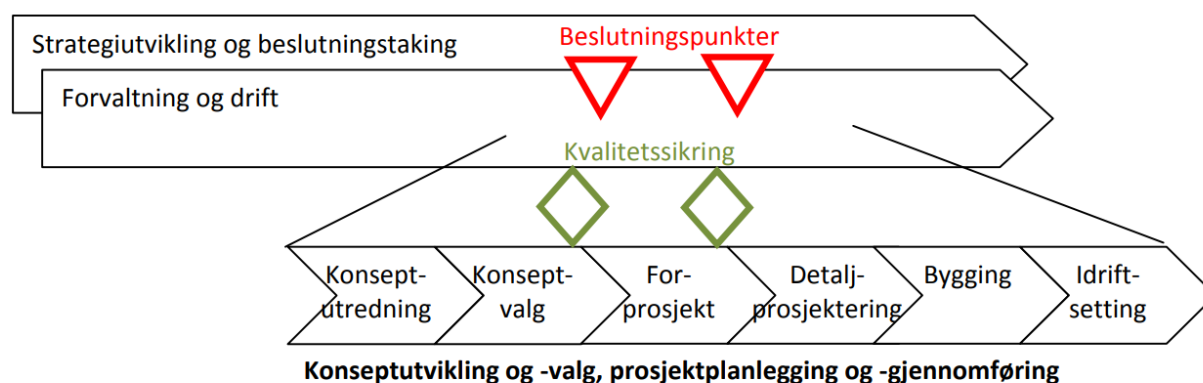 Strategiutvikling og beslutningstaking
Beslutningspunkter
Forvaltning og drift
Kvalitetssikring
Konsept-
utredning
Konsept-
valg
For-
prosjekt
Detalj-
prosjektering
Bygging
Idrift-
setting
Konseptutvikling og -valg, prosjektplanlegging og -gjennomføring